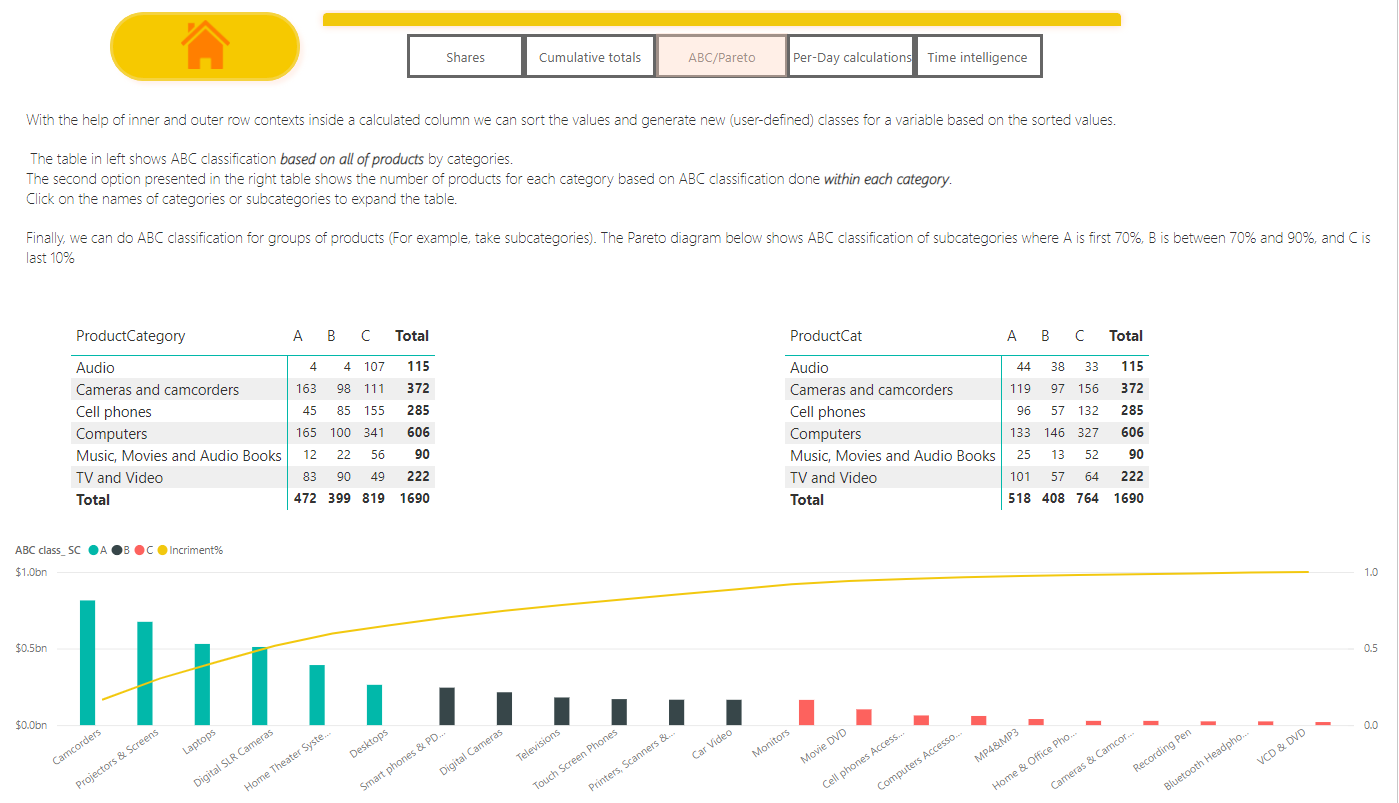 Shares
Cumulative totals
ABC/Pareto
Per-Day calculations
Time intelligence
With the help of inner and outer row contexts inside a calculated column we can sort the values and generate new (user-defined) classes for a variable based on the sorted values.
The table in left shows ABC classification based on all of products by categories.
The second option presented in the right table shows the number of products for each category based on ABC classification done within each category.
Click on the names of categories or subcategories to expand the table.
Finally, we can do ABC classification for groups of products (For example, take subcategories). The Pareto diagram below shows ABC classification of subcategories where A is first 70%, B is between 70% and 90%, and C is
last 10%
ProductCategory A B C Total
Audio 4 4 107 115
Cameras and camcorders 163 98 111 372
Cell phones 45 85 155 285
Computers 165 100 341 606
Music, Movies and Audio Books 12 22 56 90
TV and Video 83 90 49 222
Total 472 399 819 1690
ProductCat A B C Total
Audio 44 38 33 115
Cameras and camcorders 119 97 156 372
Cell phones 96 57 132 285
Computers 133 146 327 606
Music, Movies and Audio Books 25 13 52 90
TV and Video 101 57 64 222
Total 518 408 764 1690
ABC class_ SC A B C Incriment%
$1.0bn
$0.5bn
$0.0bn
1.0
0.5
0.0
Camcorders
Projectors & Screens
Laptops
Digital SLR Cameras
Home Theater Syste...
Desktops
Smart phones & PD...
Digital Cameras
Televisions
Touch Screen Phones
Printers, Scanners &...
Car Video
Monitors
Movie DVD
Cell phones Access...
Computers Accesso...
MP4&MP3
Home & Office Pho...
Cameras & Camcor...
Recording Pen
Bluetooth Headpho...
VCD & DVD